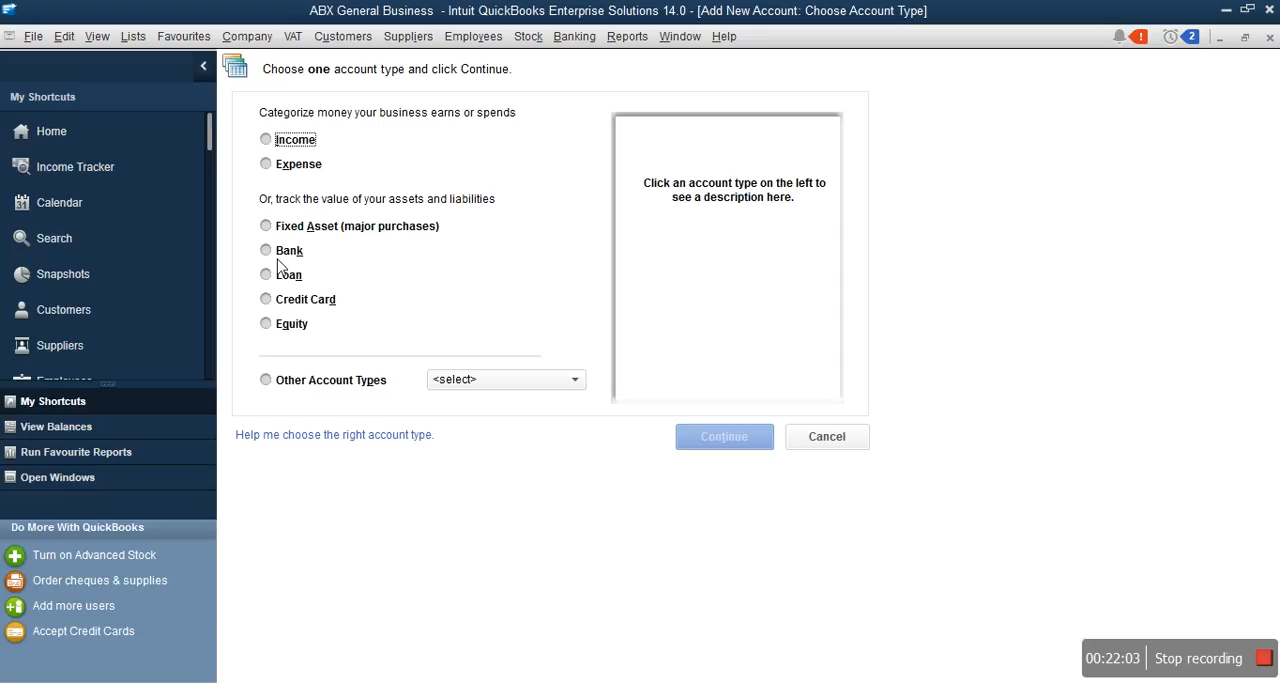 ABX General Business - Intuit QuickBooks Enterprise Solutions 14.0 - [Add New Account: Choose Account Type]
File Edit View Lists Favourites Company VAT Customers Suppliers Employees Stock Banking Reports Window Help
! 2
My Shortcuts
Home
Income Tracker
31 Calendar
Search
Snapshots
Customers
Suppliers
My Shortcuts
View Balances
Run Favourite Reports
Open Windows
Do More With QuickBooks
Turn on Advanced Stock
Order cheques & supplies
Add more users
Accept Credit Cards
Choose one account type and click Continue.
Categorize money your business earns or spends
Income
Expense
Or, track the value of your assets and liabilities
Fixed Asset (major purchases)
Bank
Loan
Credit Card
Equity
Other Account Types <select>
Click an account type on the left to
see a description here.
Help me choose the right account type.
Continue Cancel
00:22:03 Stop recording